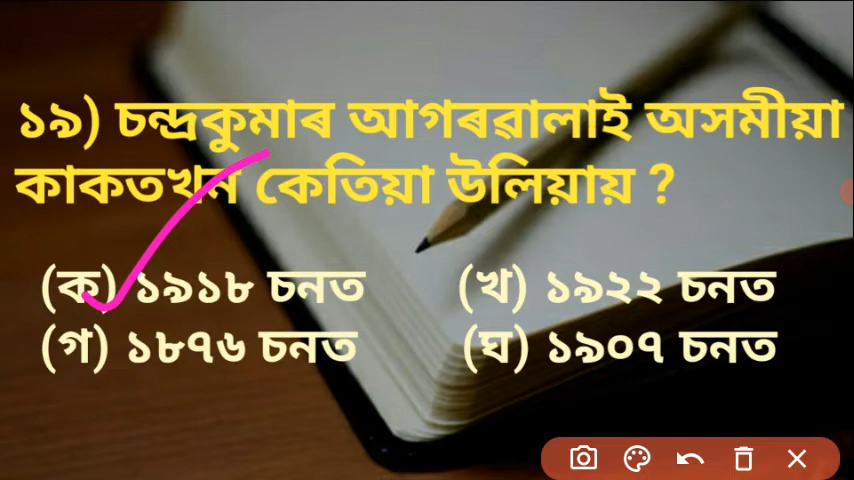 ১৯) চন্দ্ৰকুমাৰ আগৰৱালাই অসমীয়া
কাকতখন কেতিয়া উলিয়ায় ?
(ক) ১৯১৮ চনত (খ) ১৯২২ চনত
(গ) ১৮৭৬ চনত (ঘ) ১৯০৭ চনত